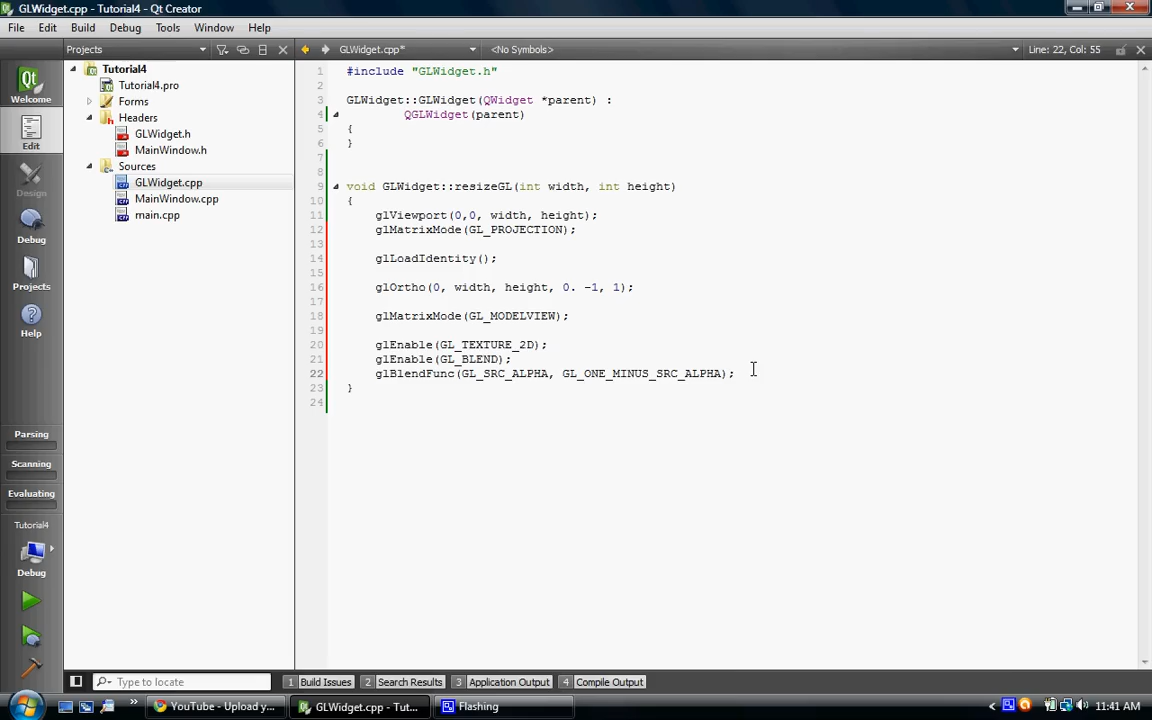 GLWidget.cpp - Tutorial4 - Qt Creator
File Edit Build Debug Tools Window Help
Projects
GLWidget.cpp*
<No Symbols>
Line: 22, Col: 55
Welcome
Edit
Design
Debug
Projects
Help
Parsing
Scanning
Evaluating
Tutorial4
Debug
Tutorial4
Tutorial4.pro
Forms
Headers
GLWidget.h
MainWindow.h
Sources
GLWidget.cpp
MainWindow.cpp
main.cpp
1 #include "GLWidget.h"
2
3 GLWidget::GLWidget(QWidget *parent) :
4 QGLWidget(parent)
5 {
6 }
7
8
9 void GLWidget::resizeGL(int width, int height)
10 {
11 glViewport(0,0, width, height);
12 glMatrixMode(GL_PROJECTION);
13
14 glLoadIdentity();
15
16 glOrtho(0, width, height, 0. -1, 1);
17
18 glMatrixMode(GL_MODELVIEW);
19
20 glEnable(GL_TEXTURE_2D);
21 glEnable(GL_BLEND);
22 glBlendFunc(GL_SRC_ALPHA, GL_ONE_MINUS_SRC_ALPHA);
23 }
24
Type to locate
1 Build Issues 2 Search Results 3 Application Output 4 Compile Output
» YouTube - Upload y... GLWidget.cpp - Tut... Flashing < 11:41 AM